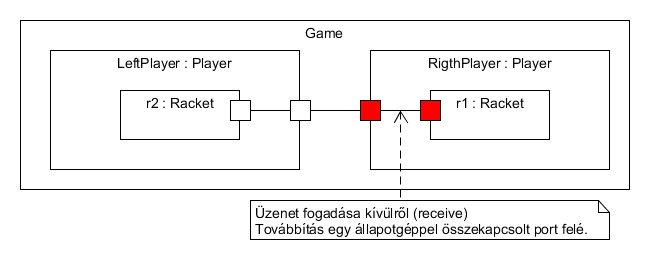 Game
LeftPlayer : Player
RigthPlayer : Player
r2 : Racket
r1 : Racket
Üzenet fogadása kívülről (receive)
Továbbítás egy állapotgéppel összekapcsolt port felé.